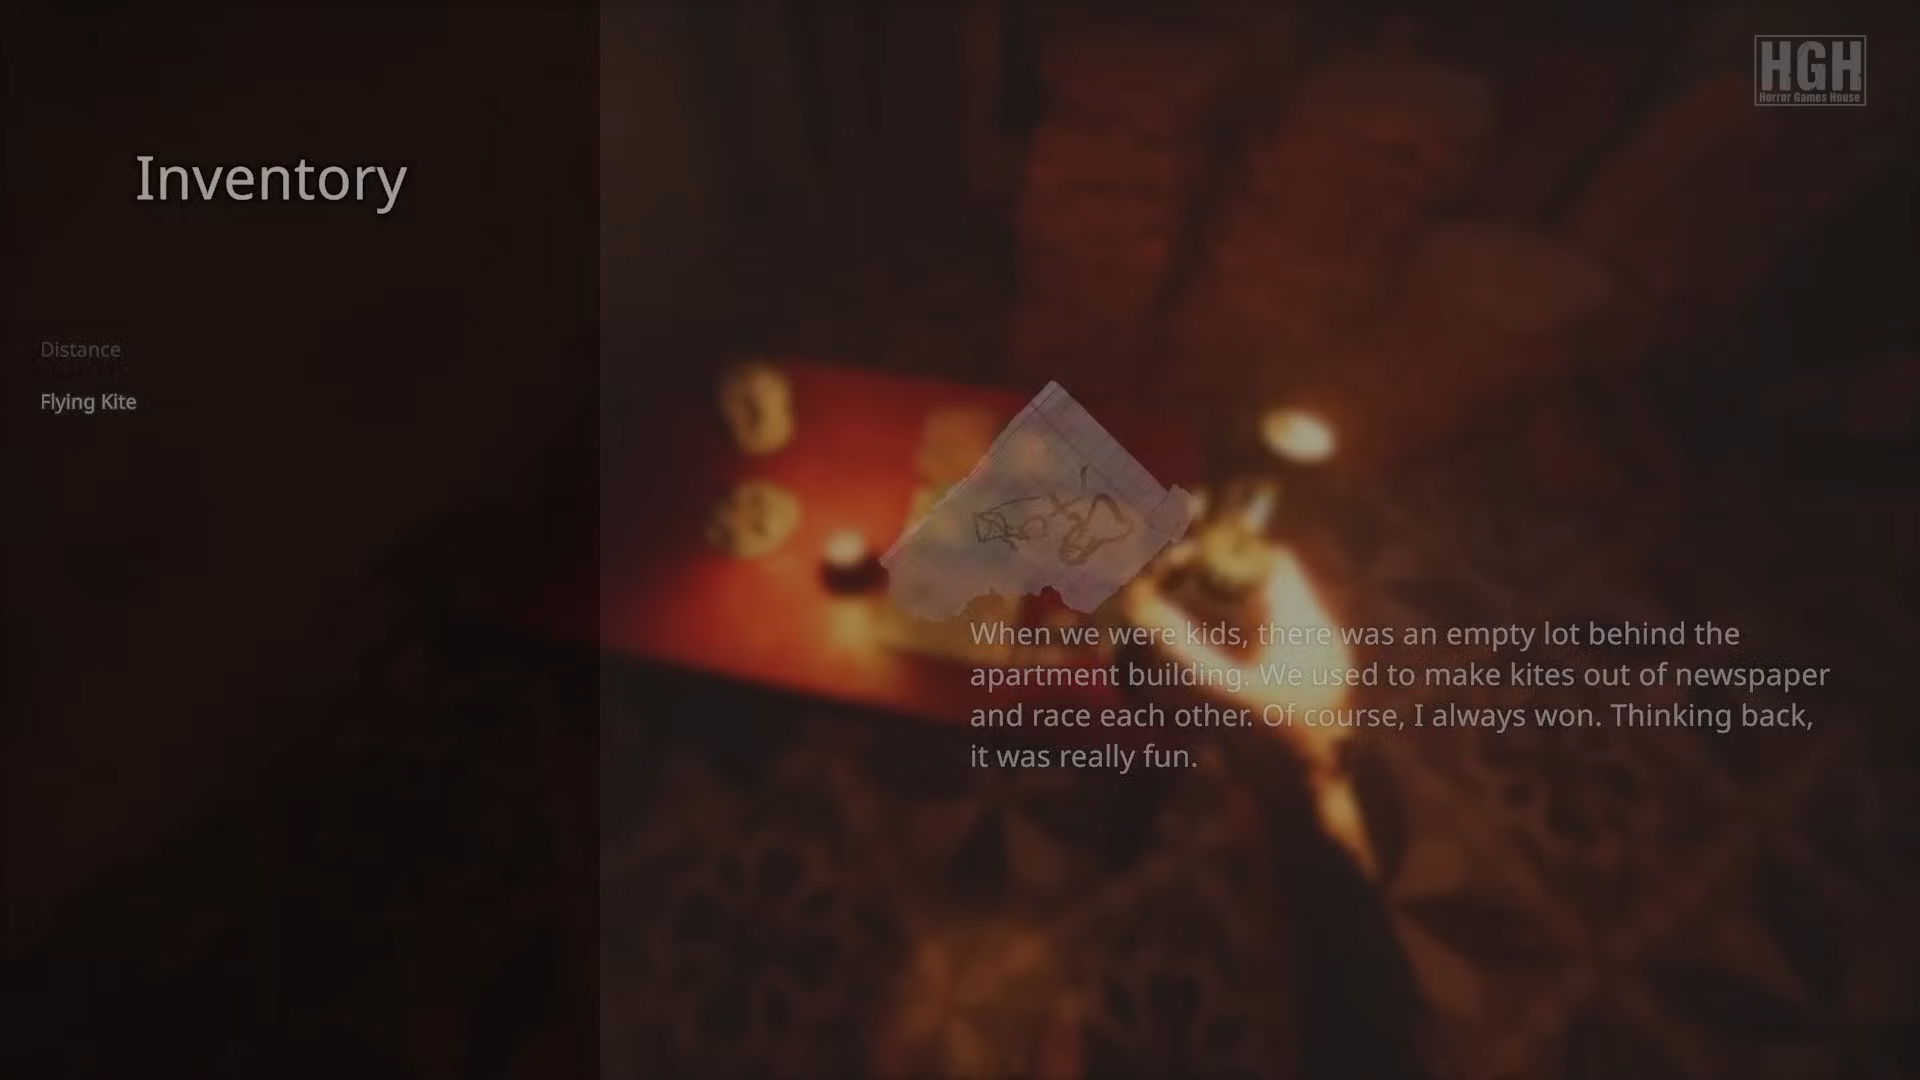 HGH
Horror Games House
Inventory
Distance
Flying Kite
When we were kids, there was an empty lot behind the
apartment building. We used to make kites out of newspaper
and race each other. Of course, I always won. Thinking back,
it was really fun.